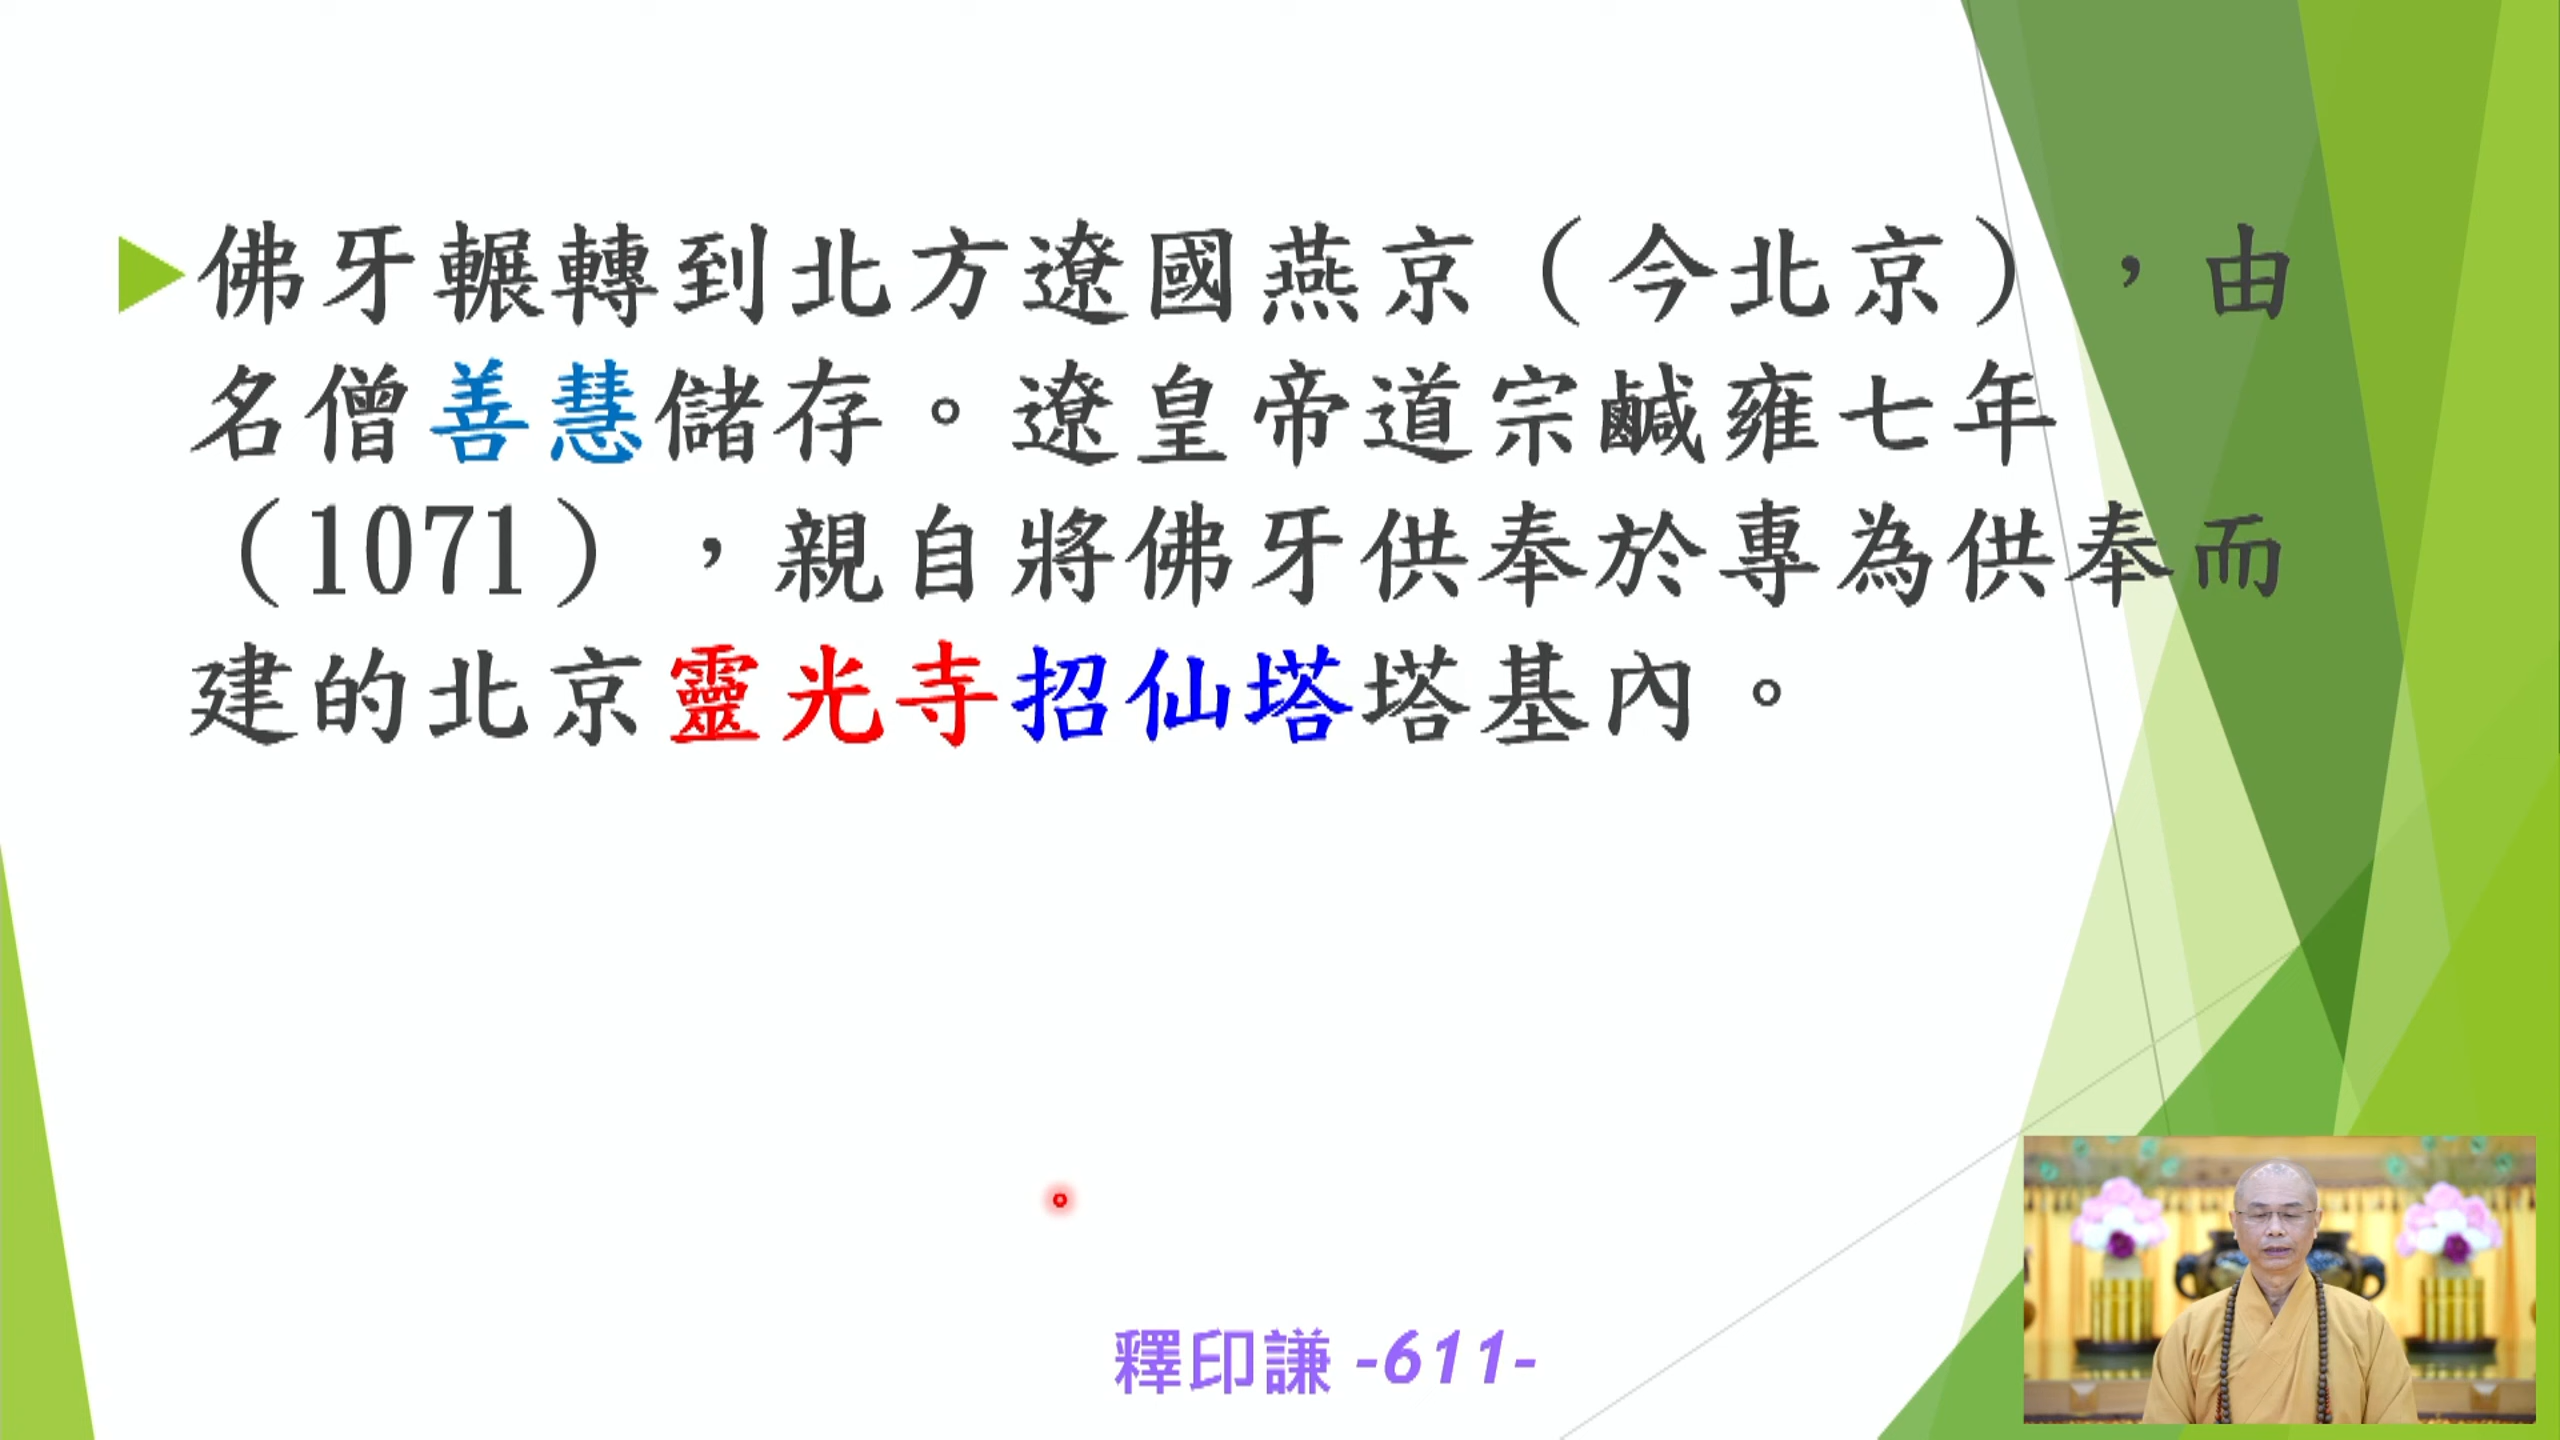 佛牙輾轉到北方遼國燕京（今北京），由
名僧善慧儲存。遼皇帝道宗鹹雍七年
（1071），親自將佛牙供奉於專為供奉而
建的北京靈光寺招仙塔塔基內。
釋印謙 -611-